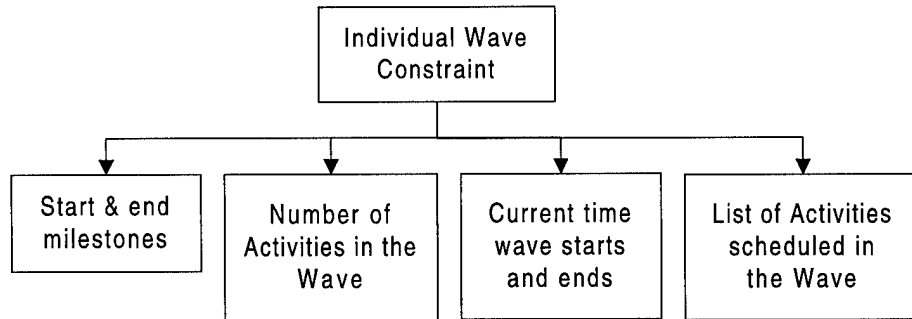 Individual Wave
Constraint
Start & end
milestones
Number of
Activities in the
Wave
Current time
wave starts
and ends
List of Activities
scheduled in
the Wave